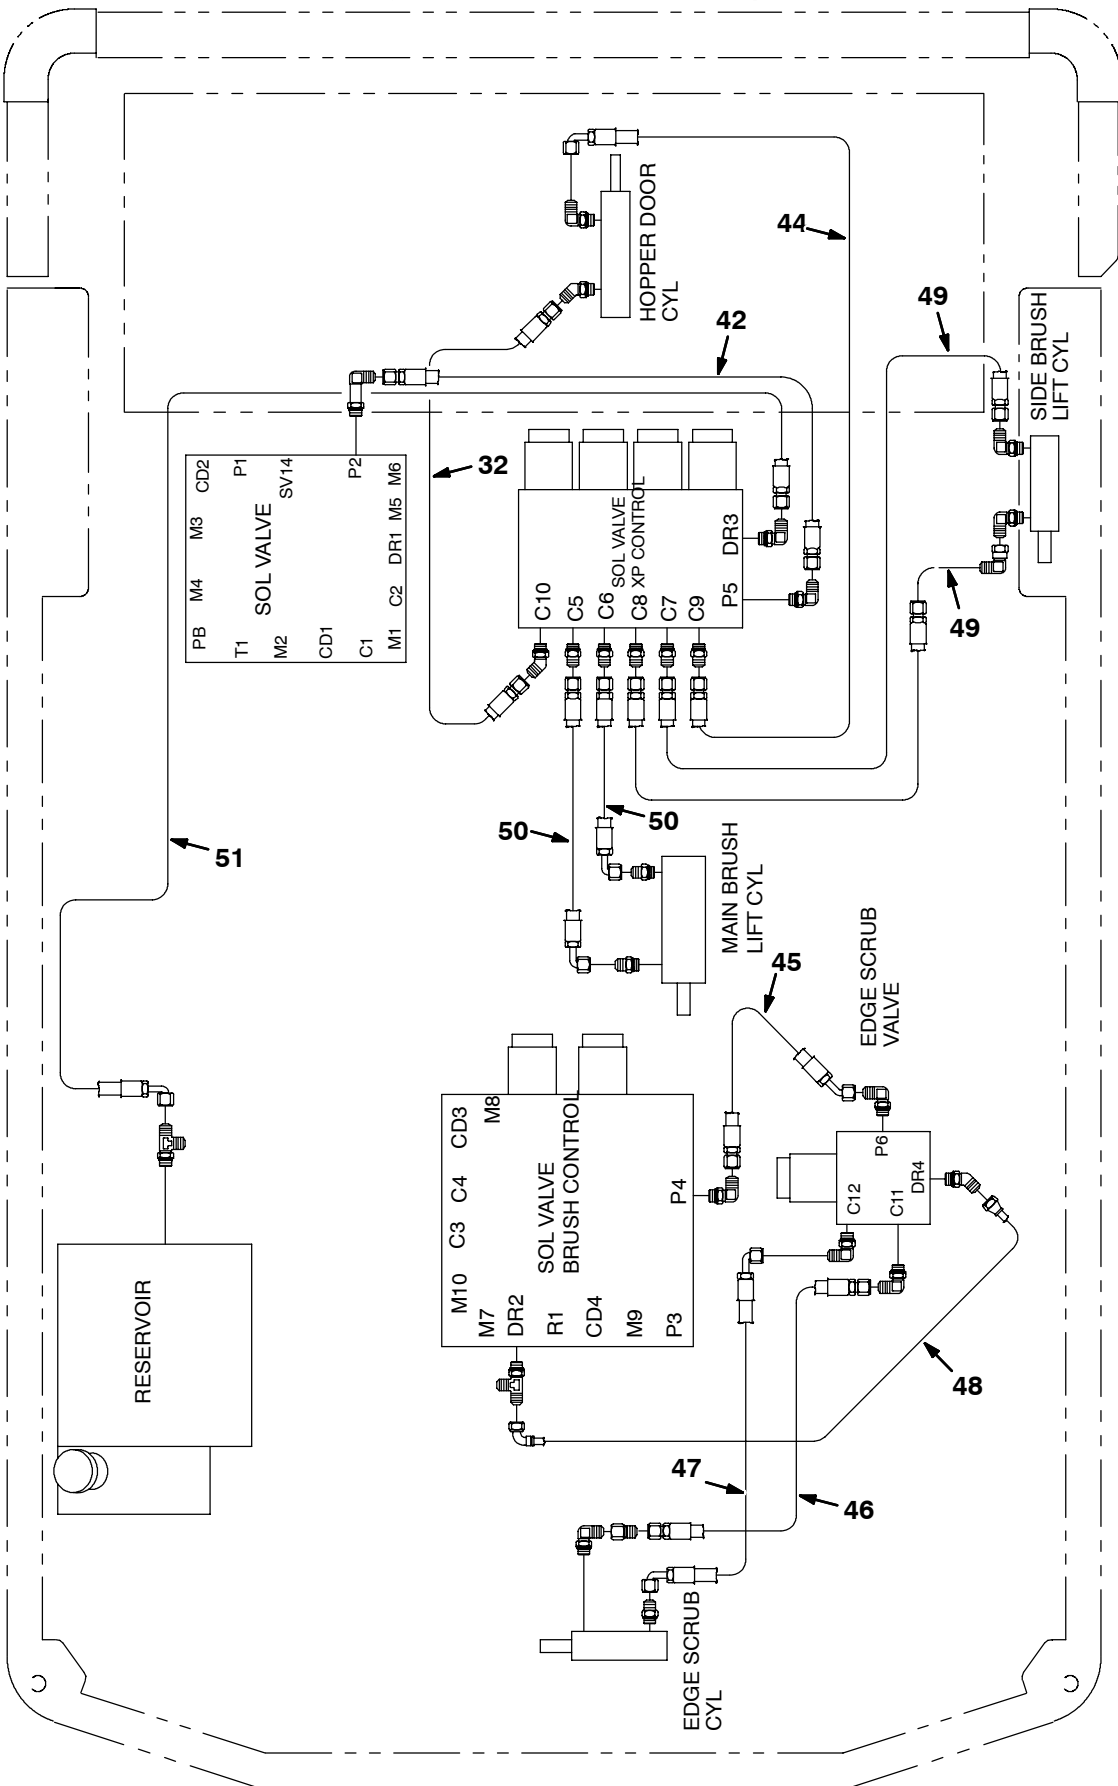 44
HOPPER DOOR
CYL
42
49
SIDE BRUSH
LIFT CYL
CD2
P1
SV14
P2
M6
M3
M5
SOL VALVE
DR1
M4
C2
PB
T1
M2
CD1
C1
M1
32
SOL VALVE
XP CONTROL
DR3
P5
C10
C5
C6
C8
C7
C9
49
50
50
51
MAIN BRUSH
LIFT CYL
45
EDGE SCRUB
VALVE
M8
CD3
C4
C3
M10
SOL VALVE
BRUSH CONTROL
P4
M7
DR2
R1
CD4
M9
P3
P6
DR4
C12
C11
RESERVOIR
48
47
46
EDGE SCRUB
CYL